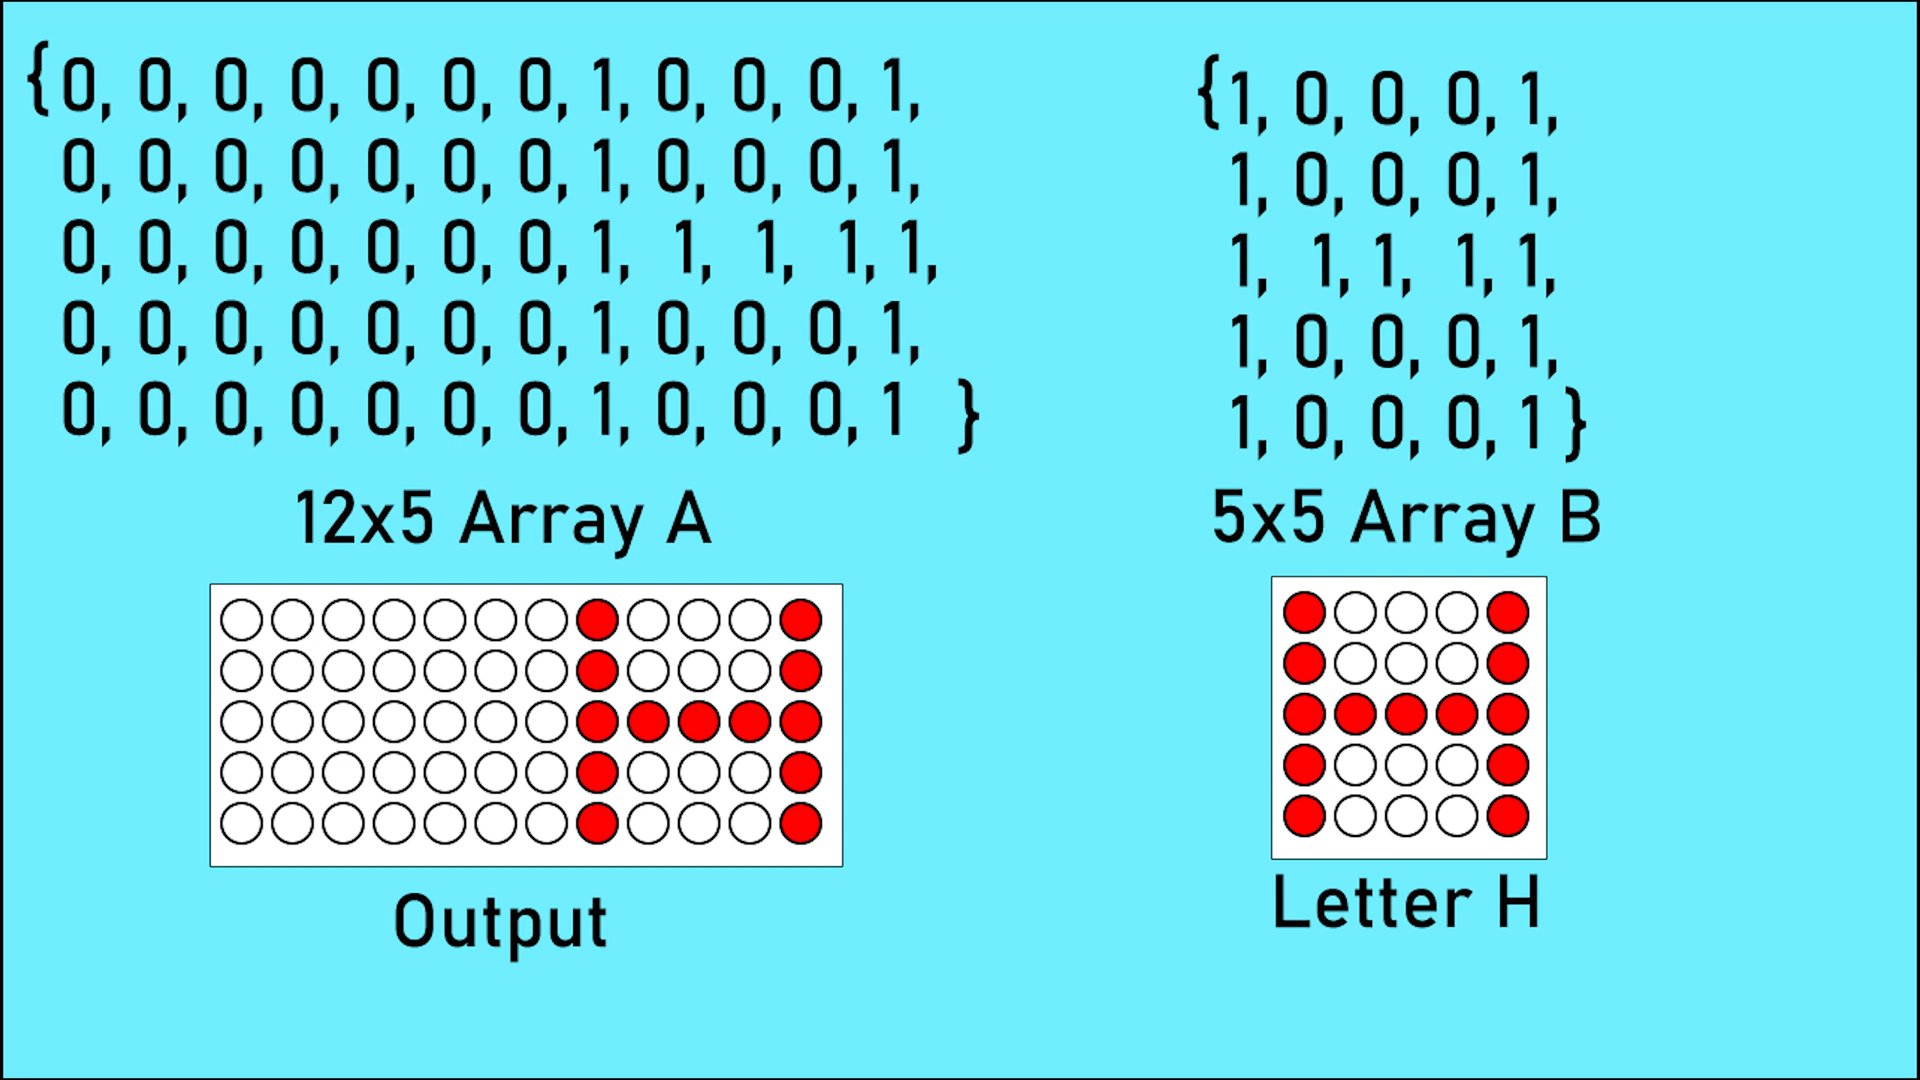 {0, 0, 0, 0, 0, 0, 0, 1, 0, 0, 0, 1,
0, 0, 0, 0, 0, 0, 0, 1, 0, 0, 0, 1,
0, 0, 0, 0, 0, 0, 0, 1, 1, 1, 1, 1,
0, 0, 0, 0, 0, 0, 0, 1, 0, 0, 0, 1,
0, 0, 0, 0, 0, 0, 0, 1, 0, 0, 0, 1 }
12x5 Array A
Output
{1, 0, 0, 0, 1,
1, 0, 0, 0, 1,
1, 1, 1, 1, 1,
1, 0, 0, 0, 1,
1, 0, 0, 0, 1 }
5x5 Array B
Letter H